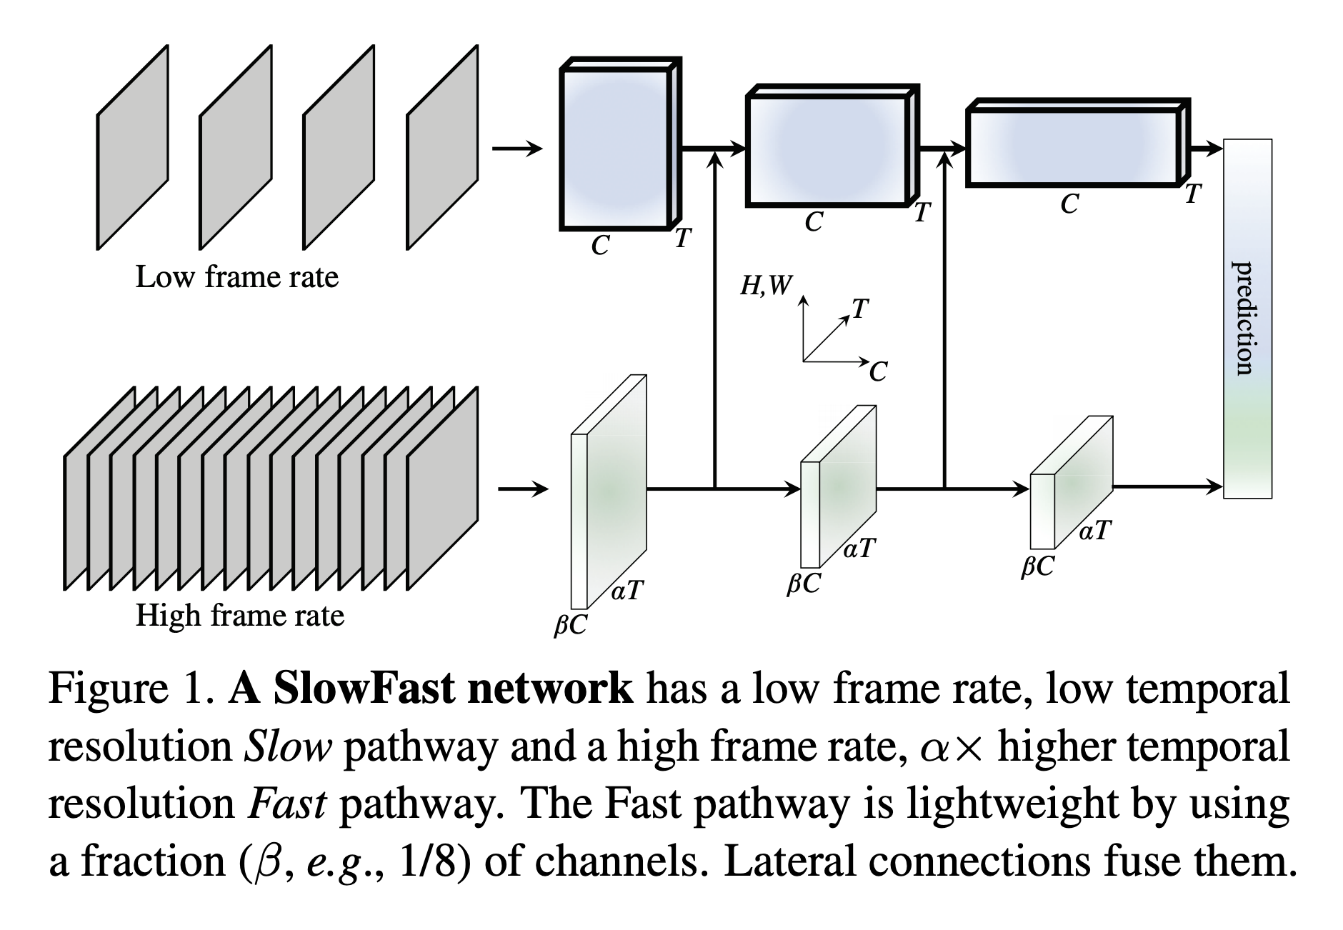 C
T
C
T
C
T
Low frame rate
H,W
T
C
prediction
αT
βC
αT
βC
αT
βC
High frame rate
Figure 1. A SlowFast network has a low frame rate, low temporal
resolution Slow pathway and a high frame rate, α× higher temporal
resolution Fast pathway. The Fast pathway is lightweight by using
a fraction (β, e.g., 1/8) of channels. Lateral connections fuse them.